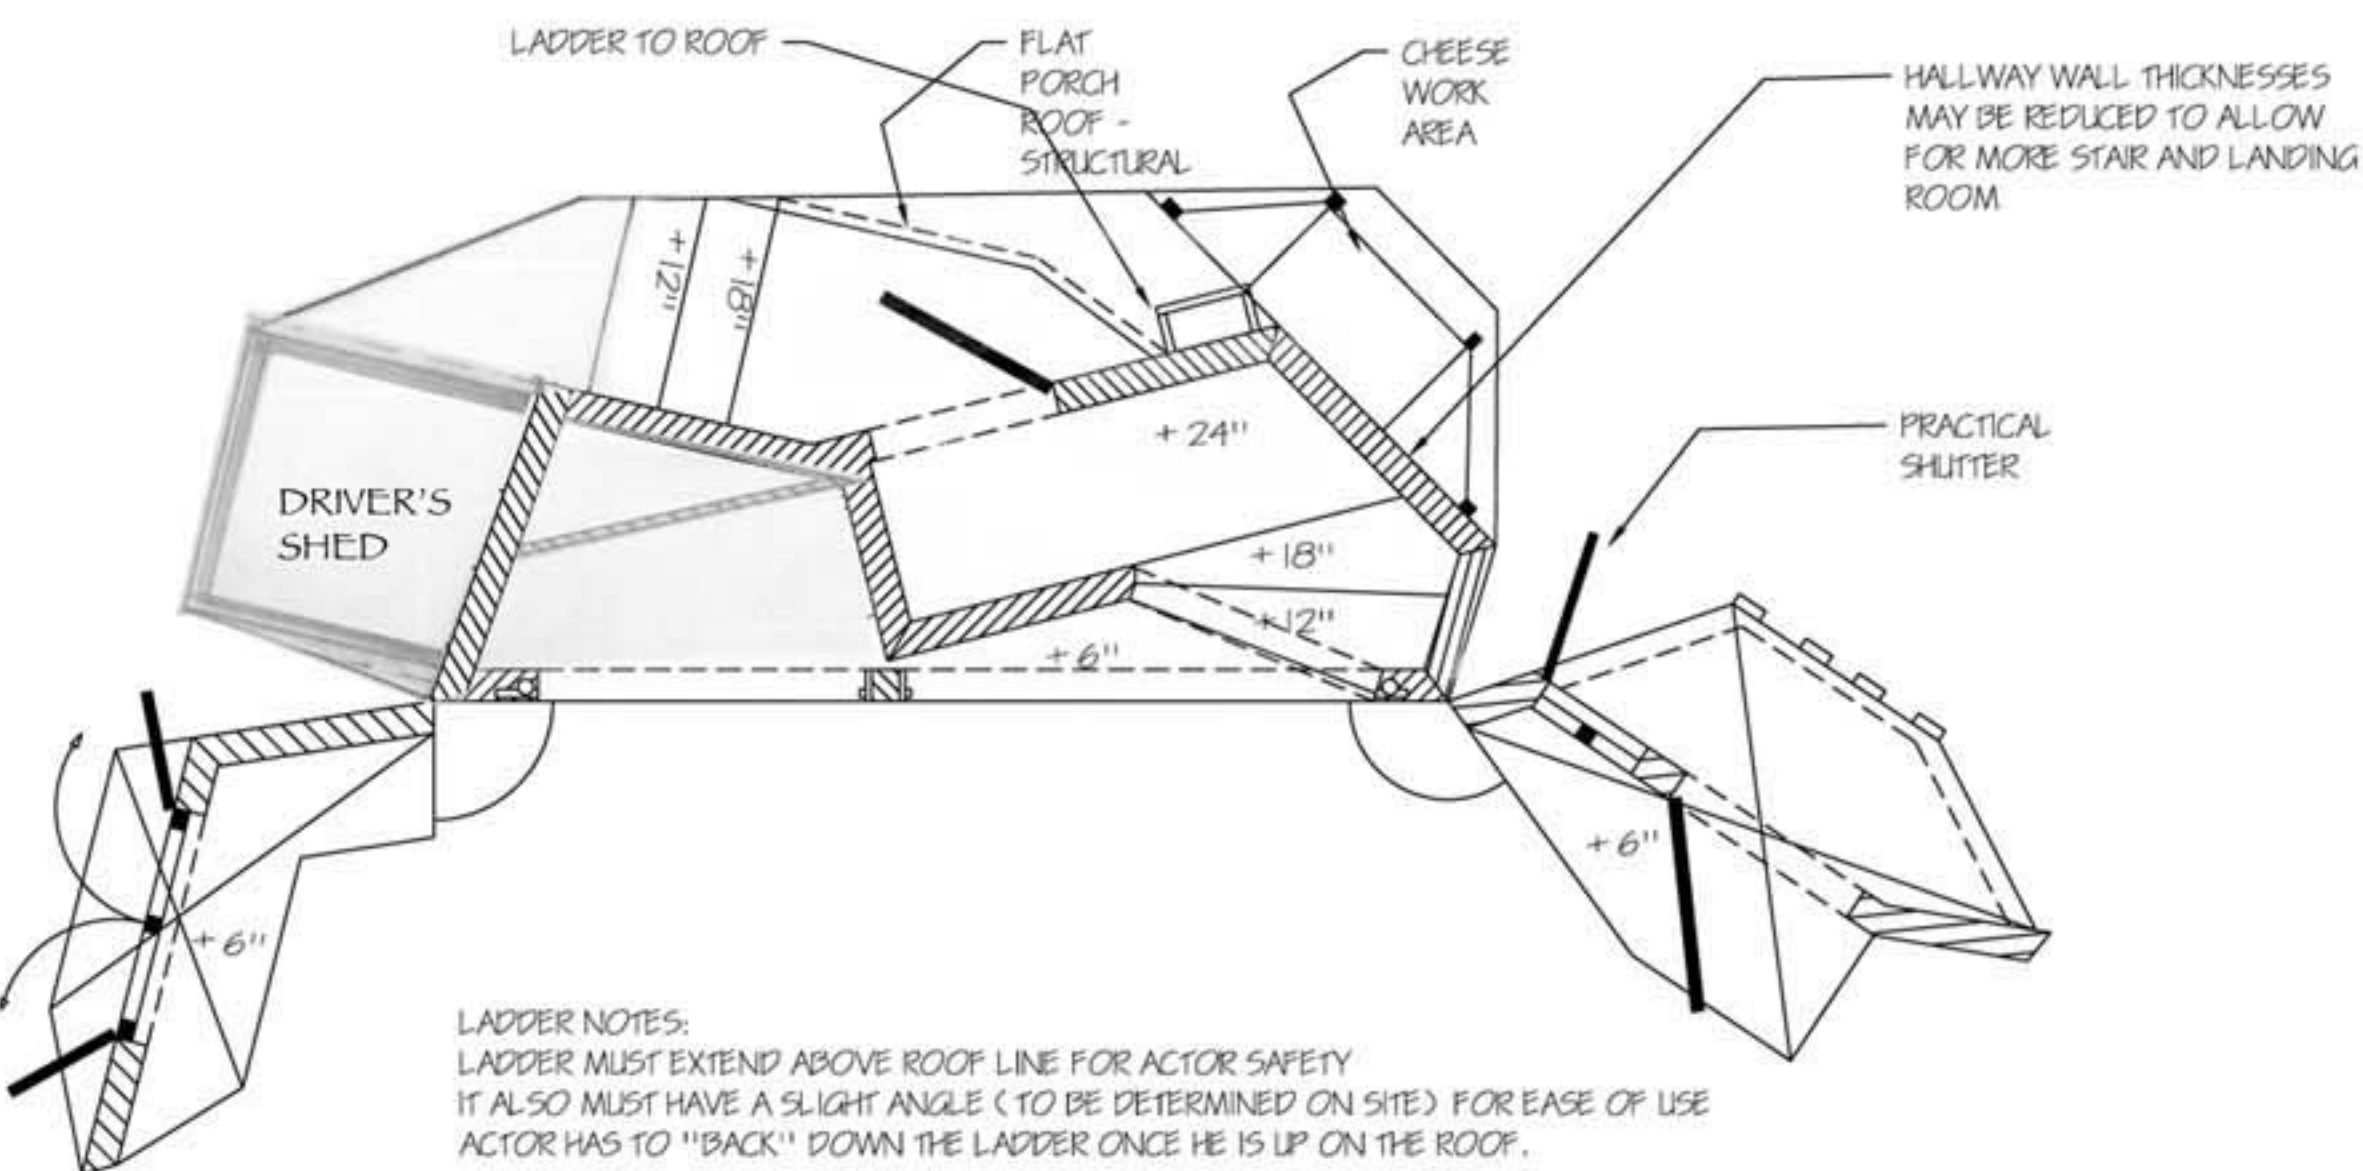 LADDER TO ROOF
FLAT
PORCH
ROOF -
STRUCTURAL
CHEESE
WORK
AREA
HALLWAY WALL THICKNESSES
MAY BE REDUCED TO ALLOW
FOR MORE STAIR AND LANDING
ROOM
+12"
+18"
+24"
PRACTICAL
SHUTTER
DRIVER'S
SHED
+18"
+12"
+6"
+6"
+6"
LADDER NOTES:
LADDER MUST EXTEND ABOVE ROOF LINE FOR ACTOR SAFETY
IT ALSO MUST HAVE A SLIGHT ANGLE (TO BE DETERMINED ON SITE) FOR EASE OF USE
ACTOR HAS TO "BACK" DOWN THE LADDER ONCE HE IS UP ON THE ROOF.